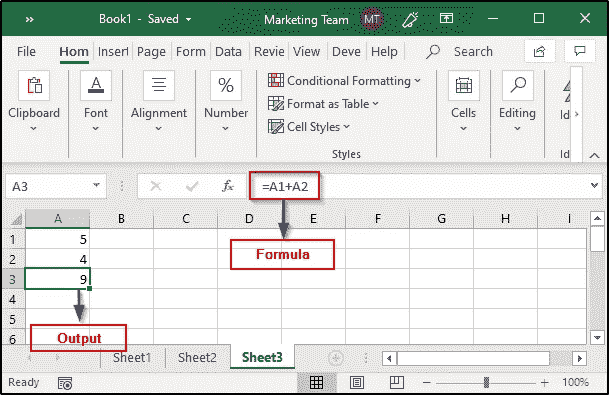 Book1 - Saved Marketing Team MT
File Hom Insert Page Form Data Revie View Deve Help Search
Clipboard Font Alignment Number Conditional Formatting Format as Table Cell Styles Cells Editing Id
Styles
A3 fx =A1+A2
A B C D E F G H I
1 5
2 4
3 9
4
5
6
Formula
Output
Sheet1 Sheet2 Sheet3
Ready 100%